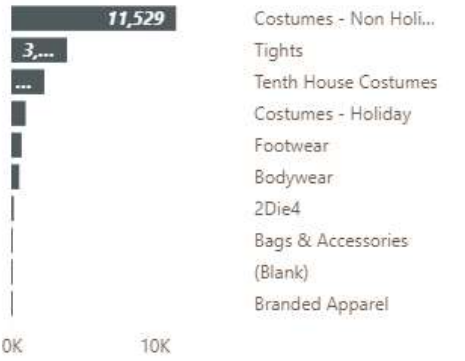 11,529 Costumes - Non Holi...
3,... Tights
... Tenth House Costumes
Costumes - Holiday
Footwear
Bodywear
2Die4
Bags & Accessories
(Blank)
Branded Apparel
0K 10K